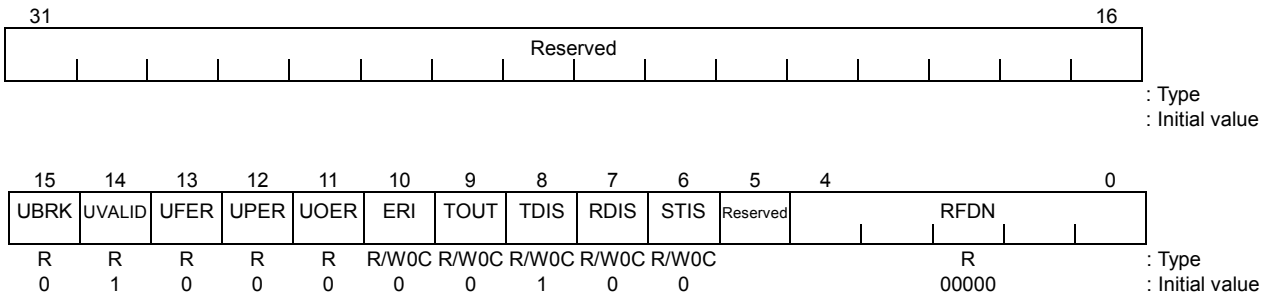 31 16
Reserved
: Type
: Initial value
15 14 13 12 11 10 9 8 7 6 5 4 0
UBRK UVALID UFER UPER UOER ERI TOUT TDIS RDIS STIS Reserved RFDN
R R R R R R/W0C R/W0C R/W0C R/W0C R/W0C R : Type
0 1 0 0 0 0 0 1 0 0 00000 : Initial value